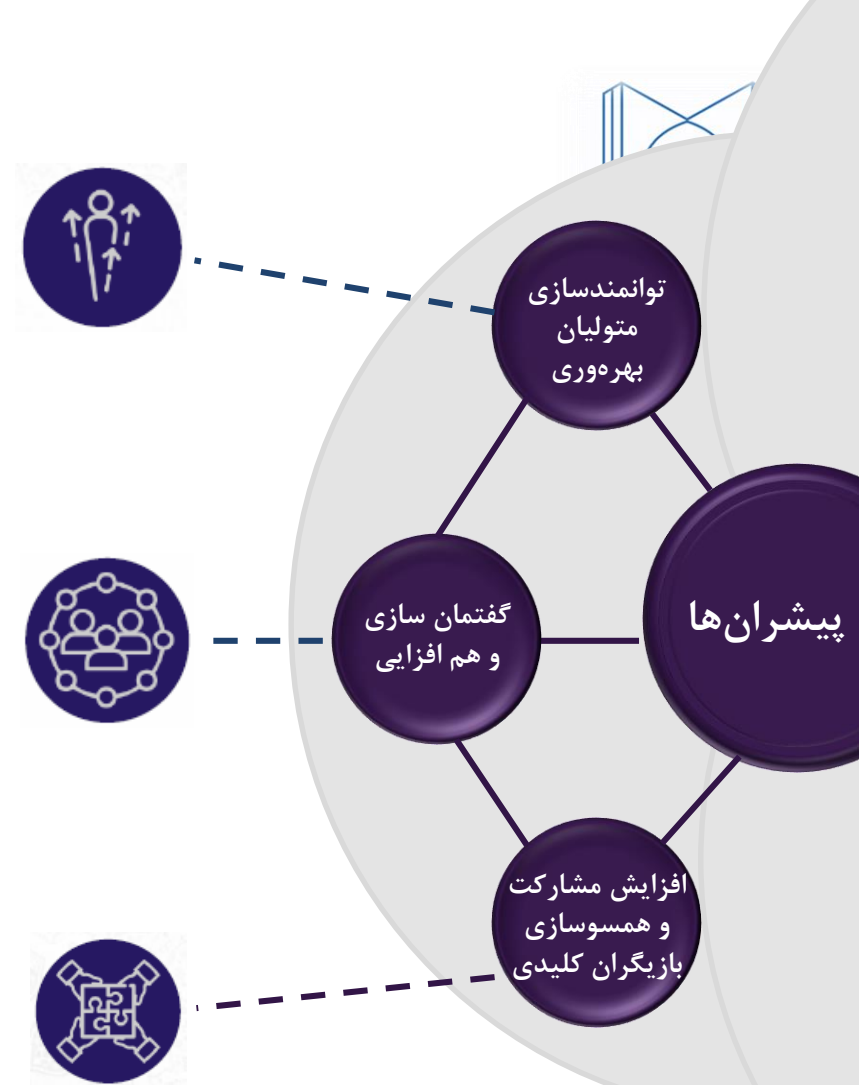 توانمندسازی
متولیان
بهره‌وری
پیشران‌ها
گفتمان سازی
و هم افزایی
افزایش مشارکت
و همسوسازی
بازیگران کلیدی